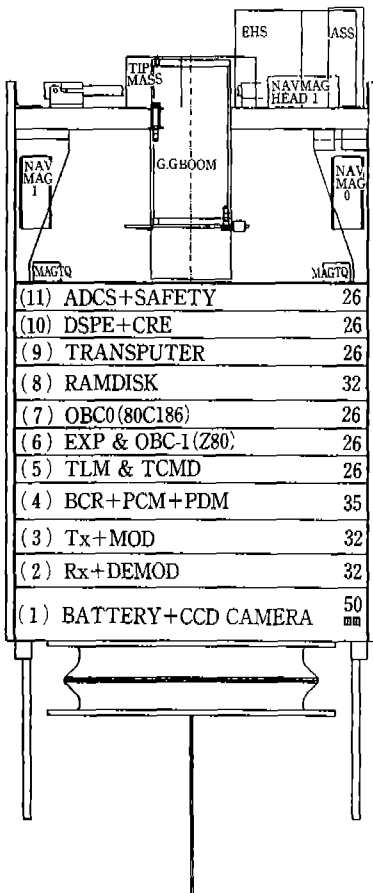 EHS
ASS
TIP
MASS
NAVMAG
HEAD 1
G.GBOOM
NAV
MAG
1
NAV
MAG
0
MAGTQ
MAGTQ
(11) ADCS+SAFETY 26
(10) DSPE+CRE 26
(9) TRANSPUTER 26
(8) RAMDISK 32
(7) OBC0(80C186) 26
(6) EXP & OBC-1(Z80) 26
(5) TLM & TCMD 26
(4) BCR+PCM+PDM 35
(3) Tx+MOD 32
(2) Rx+DEMOD 32
(1) BATTERY+CCD CAMERA 50
mm